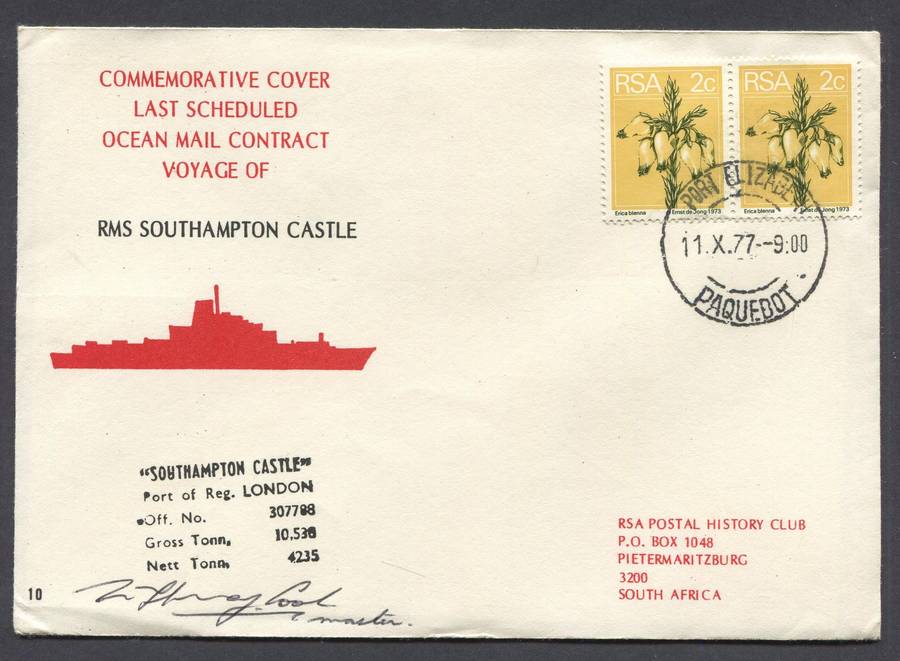 COMMEMORATIVE COVER
LAST SCHEDULED
OCEAN MAIL CONTRACT
VOYAGE OF
RMS SOUTHAMPTON CASTLE
RSA 2c
Erica blenna Ernst de Jong 1973
RSA 2c
Erica blenna Ernst de Jong 1973
PORT ELIZABE
11.X.77--9:00
PAQUEBOT
"SOUTHAMPTON CASTLE"
Port of Reg. LONDON
Off. No. 307788
Gross Tonn. 10,538
Nett Tonn. 4235
10
master.
RSA POSTAL HISTORY CLUB
P.O. BOX 1048
PIETERMARITZBURG
3200
SOUTH AFRICA